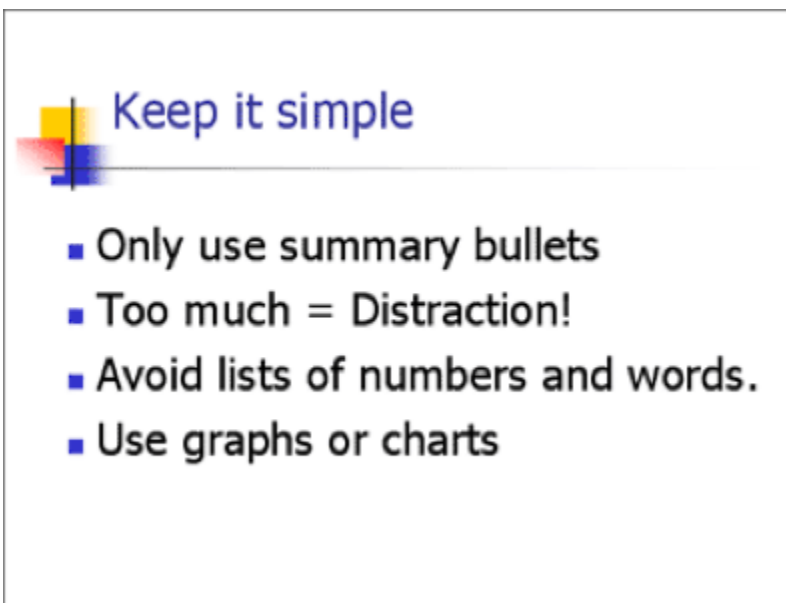 Keep it simple
Only use summary bullets
Too much = Distraction!
Avoid lists of numbers and words.
Use graphs or charts